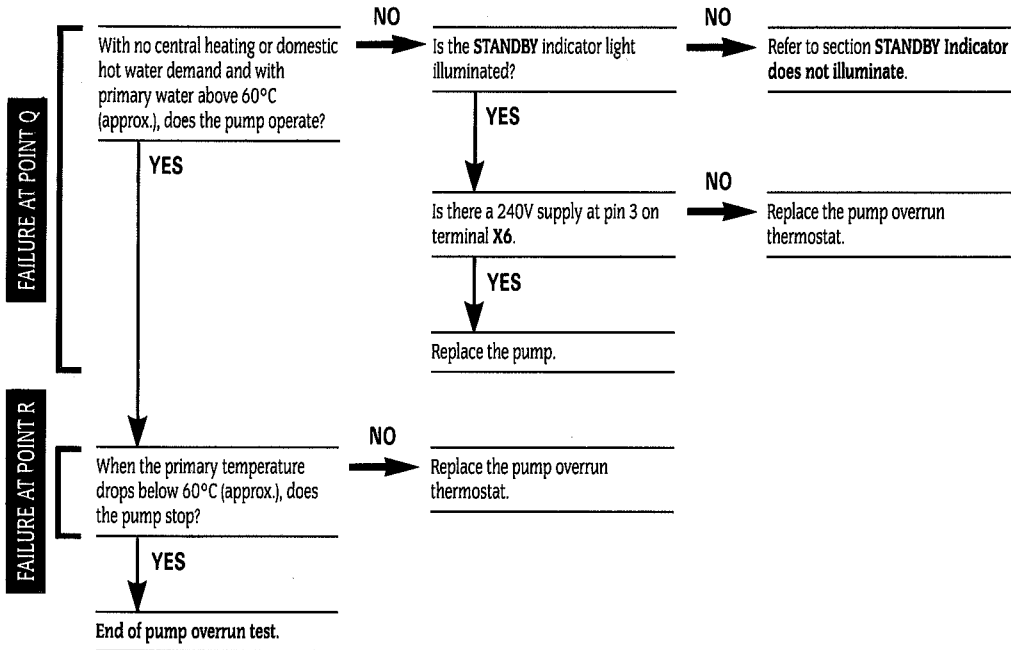 FAILURE AT POINT Q
With no central heating or domestic
hot water demand and with
primary water above 60°C
(approx.), does the pump operate?
NO
Is the STANDBY indicator light
illuminated?
NO
Refer to section STANDBY Indicator
does not illuminate.
YES
YES
Is there a 240V supply at pin 3 on
terminal X6.
NO
Replace the pump overrun
thermostat.
YES
Replace the pump.
FAILURE AT POINT R
When the primary temperature
drops below 60°C (approx.), does
the pump stop?
NO
Replace the pump overrun
thermostat.
YES
End of pump overrun test.